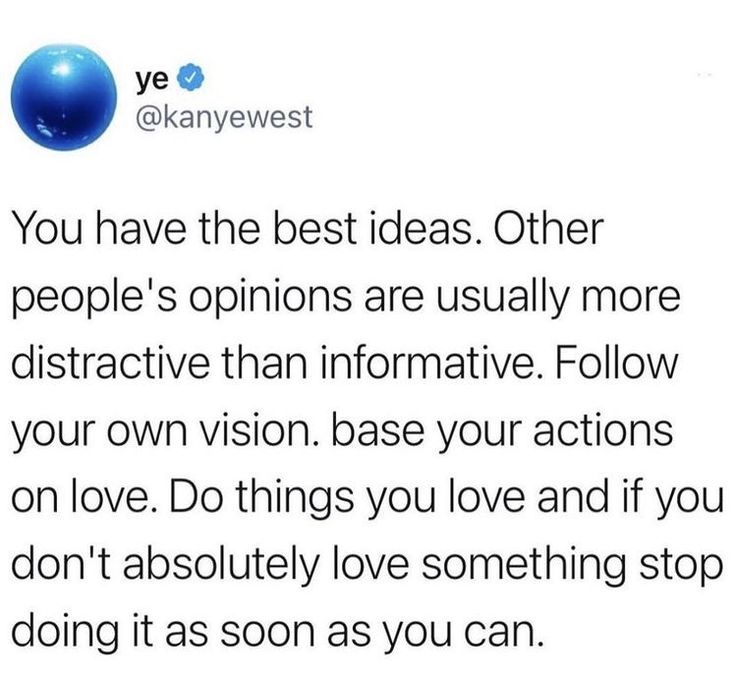 ye
@kanyewest
You have the best ideas. Other
people's opinions are usually more
distractive than informative. Follow
your own vision. base your actions
on love. Do things you love and if you
don't absolutely love something stop
doing it as soon as you can.